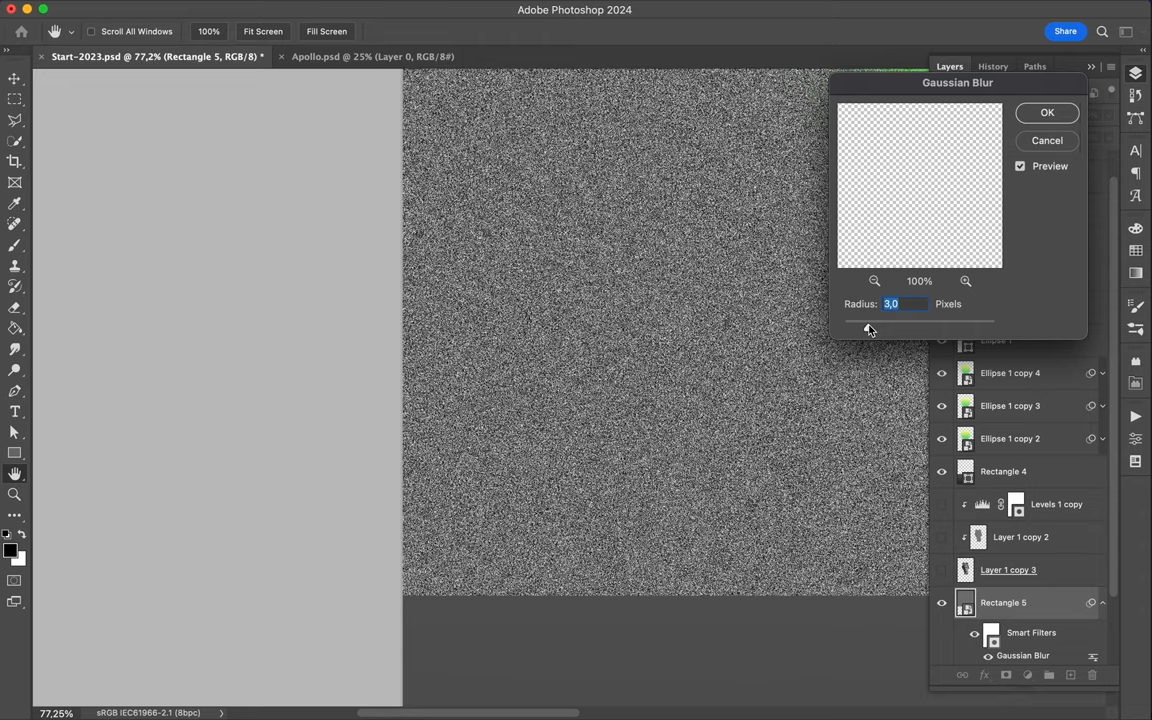 Adobe Photoshop 2024
Scroll All Windows
100%
Fit Screen
Fill Screen
Share
Start-2023.psd @ 77,2% (Rectangle 5, RGB/8) *
Apollo.psd @ 25% (Layer 0, RGB/8#)
Layers
History
Paths
Gaussian Blur
OK
Cancel
Preview
100%
Radius: 3,0 Pixels
Ellipse 1
Ellipse 1 copy 4
Ellipse 1 copy 3
Ellipse 1 copy 2
Rectangle 4
Levels 1 copy
Layer 1 copy 2
Layer 1 copy 3
Rectangle 5
Smart Filters
Gaussian Blur
77,25%
sRGB IEC61966-2.1 (8bpc)